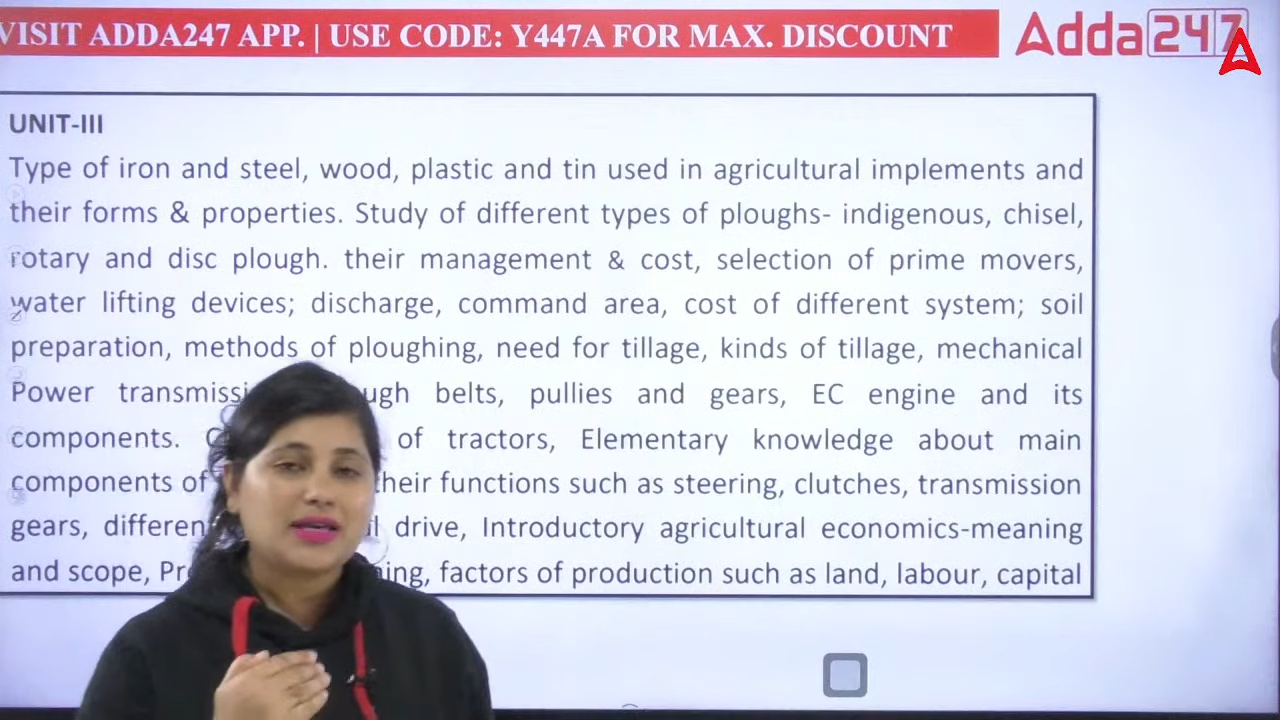 VISIT ADDA247 APP. | USE CODE: Y447A FOR MAX. DISCOUNT
Adda247
UNIT-III
Type of iron and steel, wood, plastic and tin used in agricultural implements and
their forms & properties. Study of different types of ploughs- indigenous, chisel,
rotary and disc plough. their management & cost, selection of prime movers,
water lifting devices; discharge, command area, cost of different system; soil
preparation, methods of ploughing, need for tillage, kinds of tillage, mechanical
Power belts, pullies and gears, EC engine and its
components. of tractors, Elementary knowledge about main
components of their functions such as steering, clutches, transmission
gears, drive, Introductory agricultural economics-meaning
and scope, factors of production such as land, labour, capital